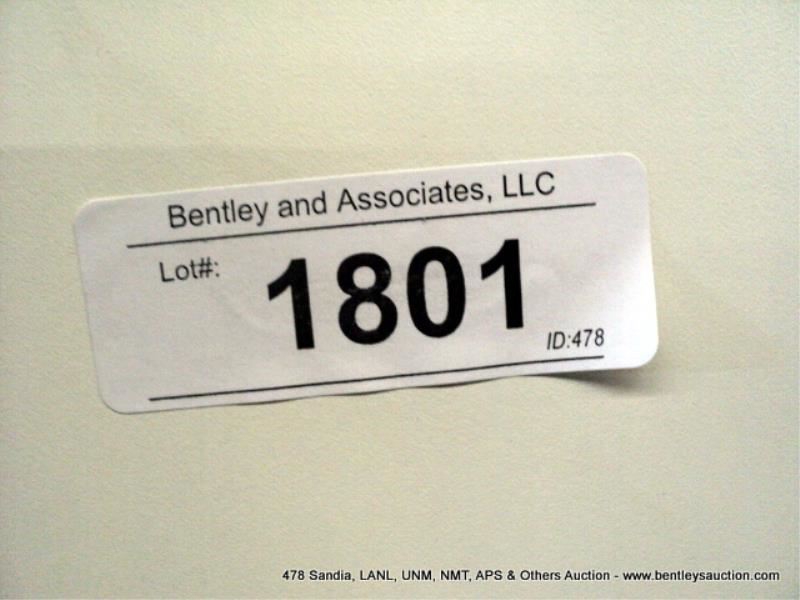 Bentley and Associates, LLC
Lot#:
1801
ID:478
478 Sandia, LANL, UNM, NMT, APS & Others Auction - www.bentleysauction.com